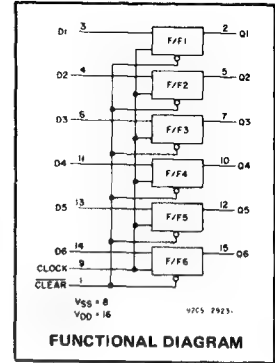 D1 3 F/F1 2 Q1
D2 4 F/F2 5 Q2
D3 6 F/F3 7 Q3
D4 11 F/F4 10 Q4
D5 13 F/F5 12 Q5
D6 14 F/F6 15 Q6
CLOCK 9
CLEAR 1
VSS = 8
VDD = 16
92CS 2923-
FUNCTIONAL DIAGRAM